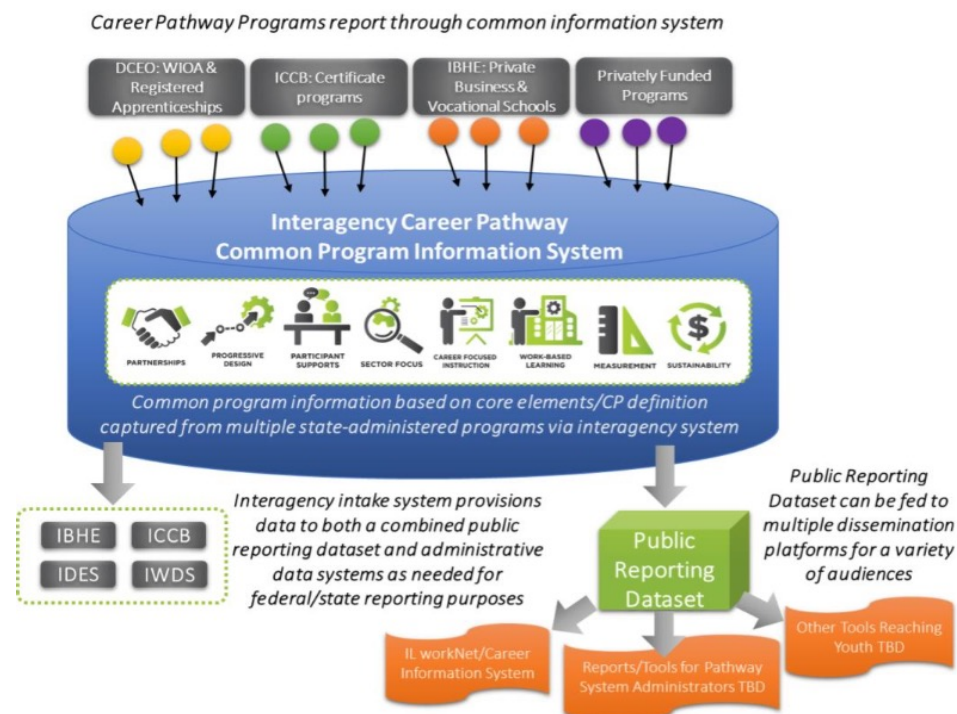 Career Pathway Programs report through common information system
DCEO: WIOA &
Registered
Apprenticeships
ICCB: Certificate
programs
IBHE: Private
Business &
Vocational Schools
Privately Funded
Programs
Interagency Career Pathway
Common Program Information System
PARTNERSHIPS
PROGRESSIVE
DESIGN
PARTICIPANT
SUPPORTS
SECTOR FOCUS
CAREER FOCUSED
INSTRUCTION
WORK-BASED
LEARNING
MEASUREMENT
$
SUSTAINABILITY
Common program information based on core elements/CP definition
captured from multiple state-administered programs via interagency system
IBHE
ICCB
IDES
IWDS
Interagency intake system provisions
data to both a combined public
reporting dataset and administrative
data systems as needed for
federal/state reporting purposes
Public
Reporting
Dataset
Public Reporting
Dataset can be fed to
multiple dissemination
platforms for a variety
of audiences
IL workNet/Career
Information System
Reports/Tools for Pathway
System Administrators TBD
Other Tools Reaching
Youth TBD